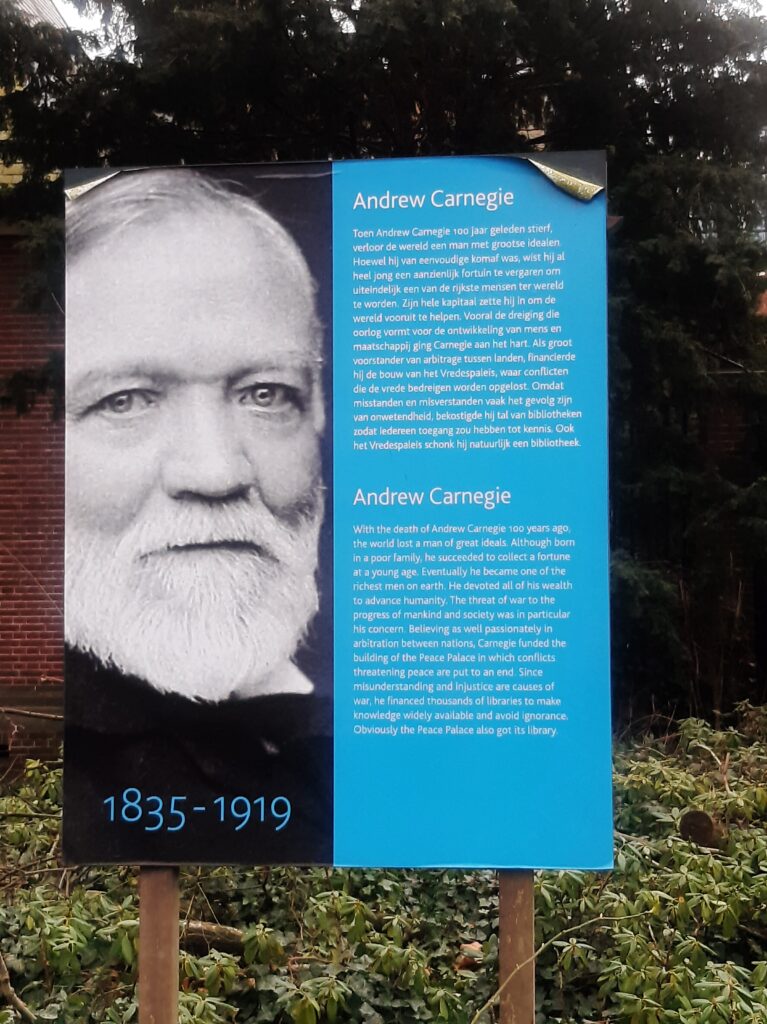 Andrew Carnegie
Toen Andrew Carnegie 100 jaar geleden stierf,
verloor de wereld een man met grootse idealen.
Hoewel hij van eenvoudige komaf was, wist hij al
heel jong een aanzienlijk fortuin te vergaren om
uiteindelijk een van de rijkste mensen ter wereld
te worden. Zijn hele kapitaal zette hij in om de
wereld vooruit te helpen. Vooral de dreiging die
oorlog vormt voor de ontwikkeling van mens en
maatschappij ging Carnegie aan het hart. Als groot
voorstander van arbitrage tussen landen, financierde
hij de bouw van het Vredespaleis, waar conflicten
die de vrede bedreigen worden opgelost. Omdat
misstanden en misverstanden vaak het gevolg zijn
van onwetendheid, bekostigde hij tal van bibliotheken
zodat iedereen toegang zou hebben tot kennis. Ook
het Vredespaleis schonk hij natuurlijk een bibliotheek.
Andrew Carnegie
With the death of Andrew Carnegie 100 years ago,
the world lost a man of great ideals. Although born
in a poor family, he succeeded to collect a fortune
at a young age. Eventually he became one of the
richest men on earth. He devoted all of his wealth
to advance humanity. The threat of war to the
progress of mankind and society was in particular
his concern. Believing as well passionately in
arbitration between nations, Carnegie funded the
building of the Peace Palace in which conflicts
threatening peace are put to an end. Since
misunderstanding and injustice are causes of
war, he financed thousands of libraries to make
knowledge widely available and avoid ignorance.
Obviously the Peace Palace also got its library.
1835-1919